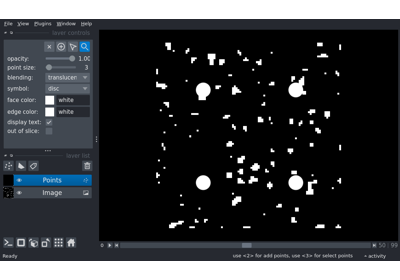 File View Plugins Window Help
layer controls
opacity: 1.00
point size: 3
blending: translucen
symbol: disc
face color: white
edge color: white
display text:
out of slice:
layer list
Points
Image
0 50 99
Ready use <2> for add points, use <3> for select points activity